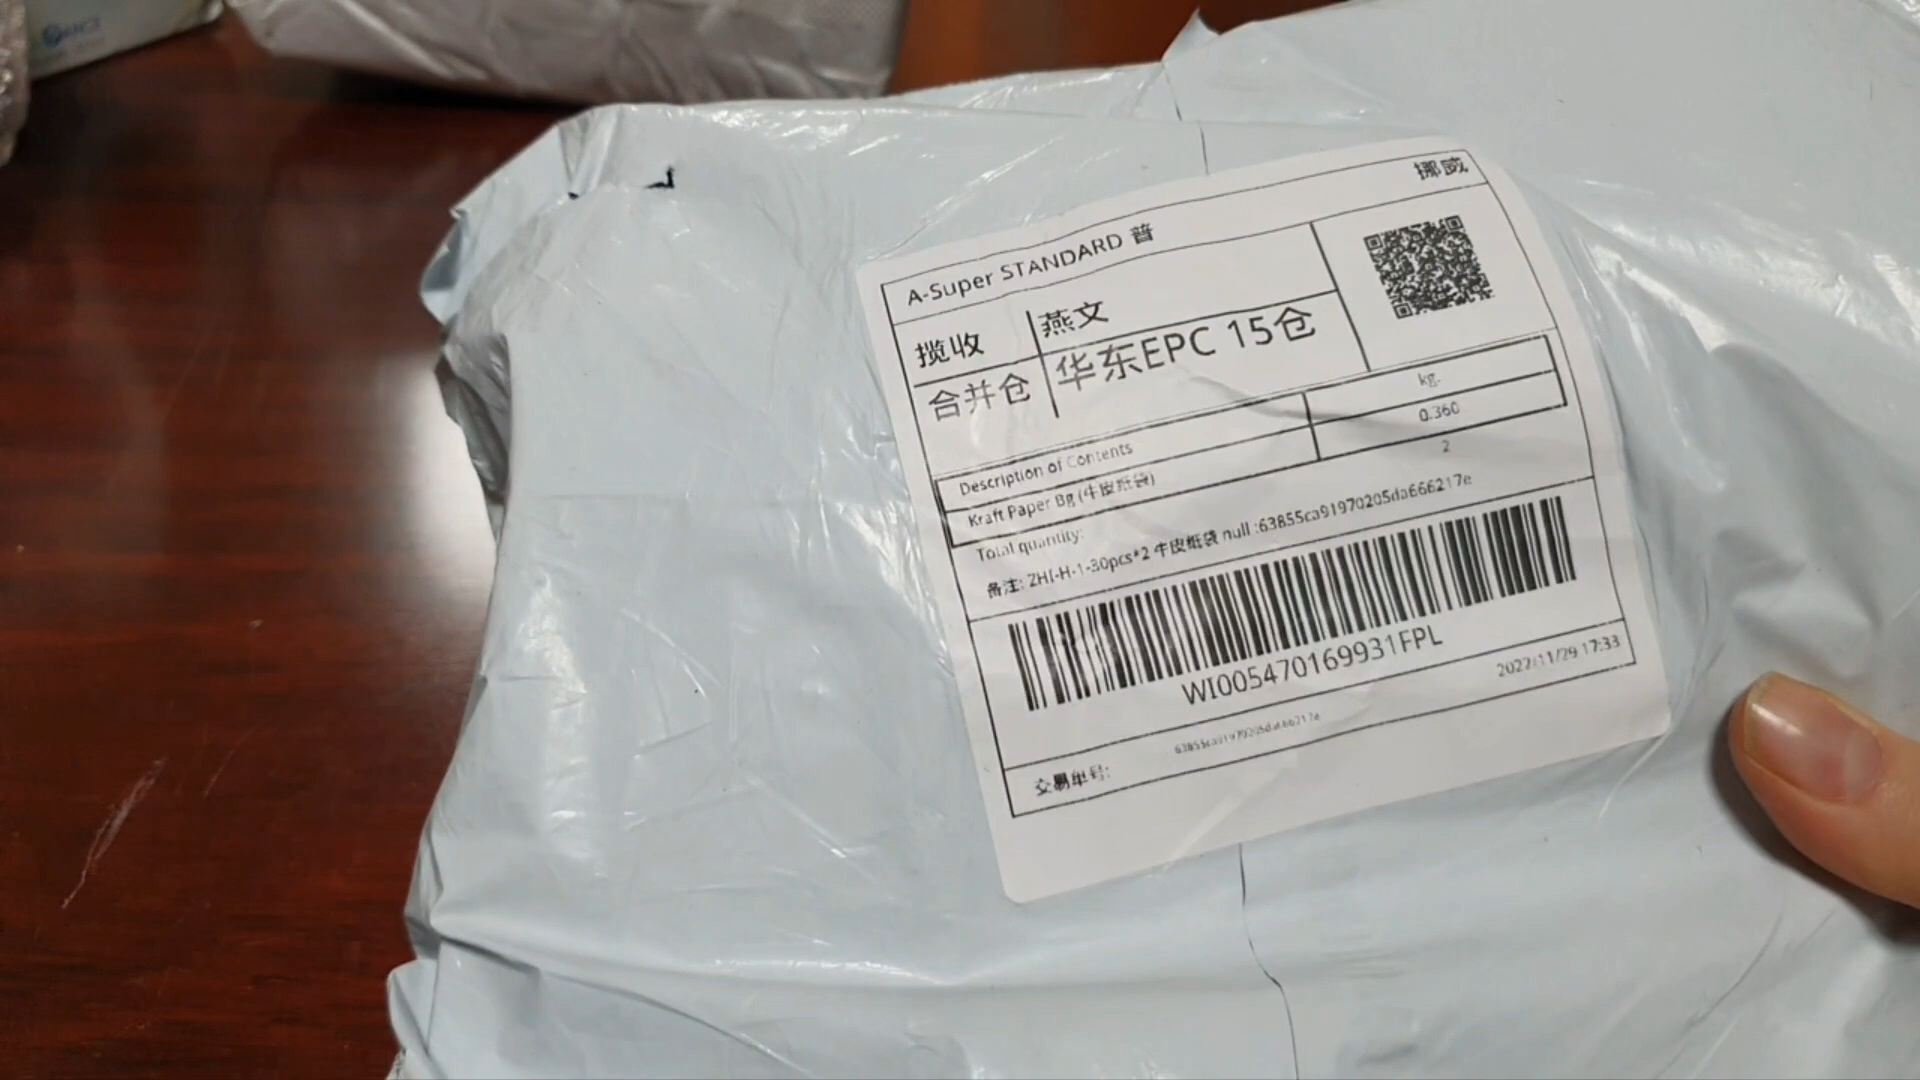 挪威
A-Super STANDARD 普
揽收 燕文
合并仓 华东EPC 15仓
Description of Contents kg.
Kraft Paper Bg (牛皮纸袋) 0.360
Total quantity: 2
备注: ZHI-H-1-30pcs*2 牛皮纸袋 null :63855ca91970205da666217e
WI005470169931FPL
2022/11/29 17:33
63855ca91970205da666217e
交易单号: